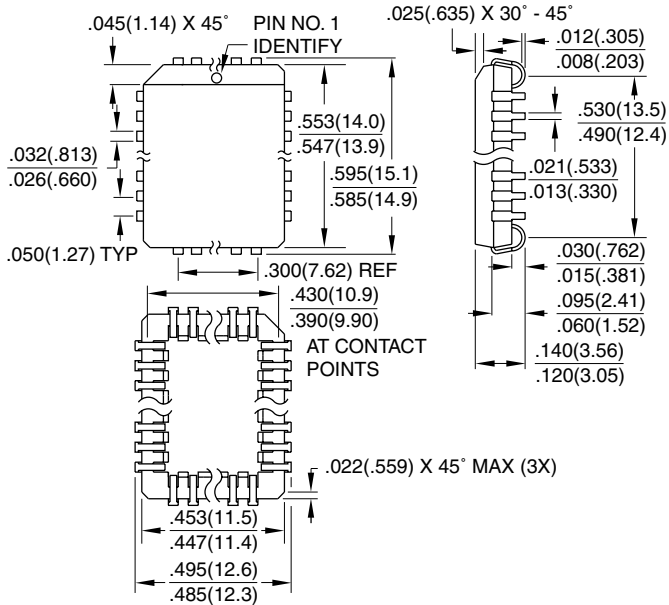 .045(1.14) X 45°
PIN NO. 1
IDENTIFY
.025(.635) X 30° - 45°
.012(.305)
.008(.203)
.553(14.0)
.547(13.9)
.530(13.5)
.490(12.4)
.032(.813)
.026(.660)
.595(15.1)
.585(14.9)
.021(.533)
.013(.330)
.050(1.27) TYP
.300(7.62) REF
.030(.762)
.015(.381)
.430(10.9)
.390(9.90)
AT CONTACT
POINTS
.095(2.41)
.060(1.52)
.140(3.56)
.120(3.05)
.022(.559) X 45° MAX (3X)
.453(11.5)
.447(11.4)
.495(12.6)
.485(12.3)